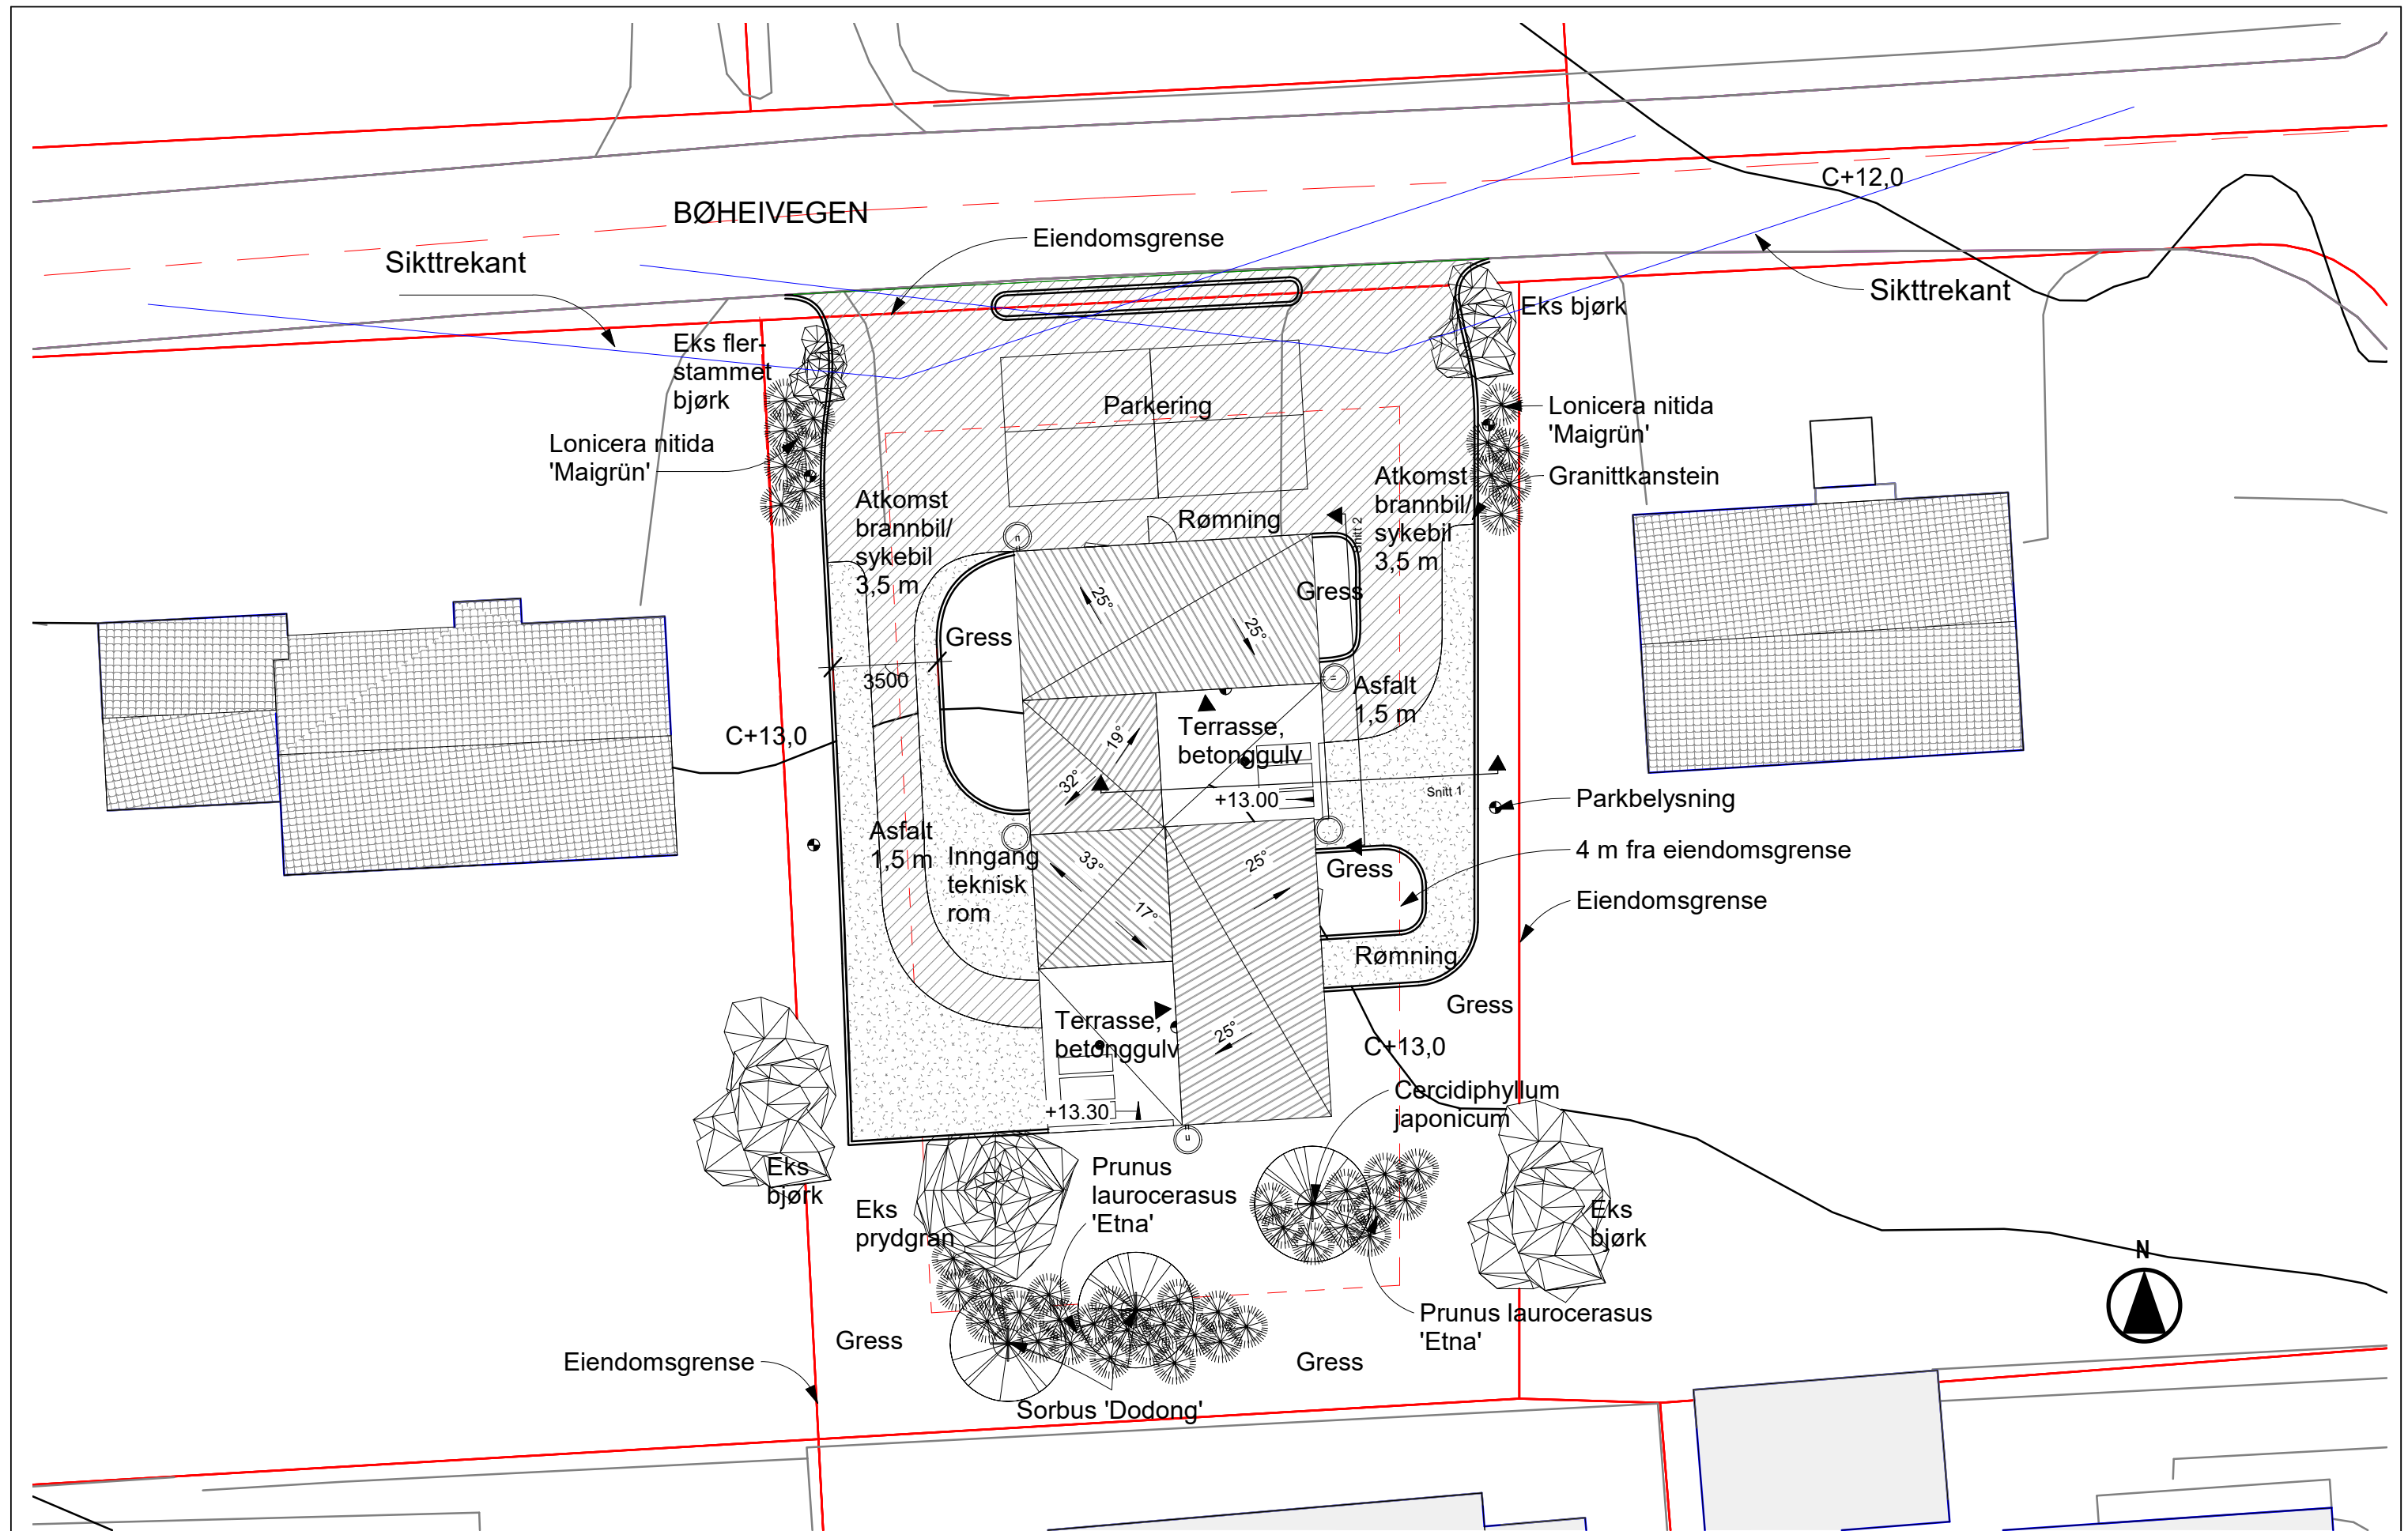 C+12,0
BØHEIVEGEN
Eiendomsgrense
Sikttrekant
Sikttrekant
Eks bjørk
Eks fler-
stammet
bjørk
Parkering
Lonicera nitida
'Maigrün'
Lonicera nitida
'Maigrün'
Granittkanstein
Atkomst
brannbil/
sykebil
3,5 m
Atkomst
brannbil/
sykebil
3,5 m
Rømning
Snitt 2
n
Gress
25°
25°
Gress
3500
Asfalt
1,5 m
C+13,0
Terrasse,
betonggulv
19°
32°
+13.00
Snitt 1
Parkbelysning
Asfalt
1,5 m
Inngang
teknisk
rom
33°
17°
25°
Gress
4 m fra eiendomsgrense
Eiendomsgrense
Rømning
Gress
Terrasse,
betonggulv
25°
C+13,0
+13.30
u
Cercidiphyllum
japonicum
Eks
bjørk
Eks
prydgran
Prunus
laurocerasus
'Etna'
Eks
bjørk
N
Prunus laurocerasus
'Etna'
Gress
Gress
Eiendomsgrense
Sorbus 'Dodong'